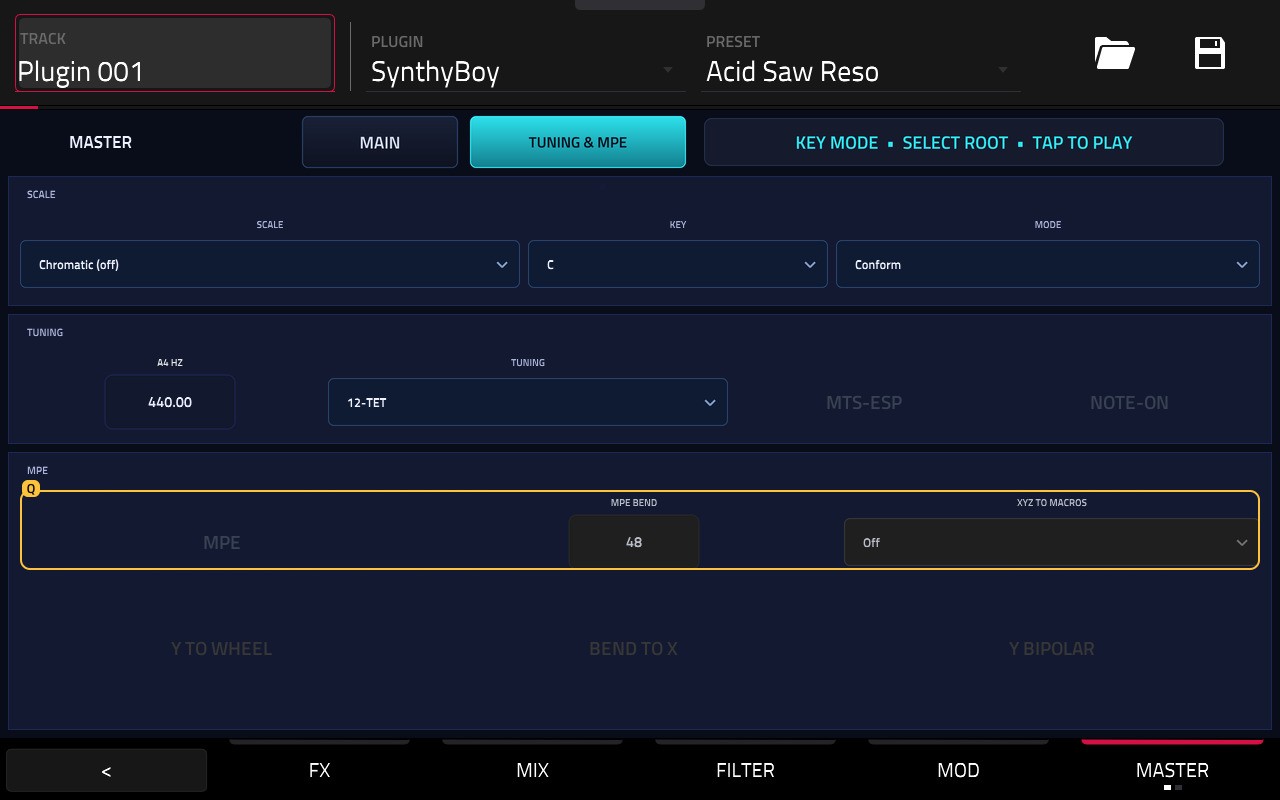 TRACK
Plugin 001
PLUGIN
SynthyBoy
PRESET
Acid Saw Reso
MASTER
MAIN
TUNING & MPE
KEY MODE ▪ SELECT ROOT ▪ TAP TO PLAY
SCALE
SCALE
KEY
MODE
Chromatic (off)
C
Conform
TUNING
A4 HZ
TUNING
440.00
12-TET
MTS-ESP
NOTE-ON
MPE
Q
MPE BEND
XYZ TO MACROS
MPE
48
Off
Y TO WHEEL
BEND TO X
Y BIPOLAR
<
FX
MIX
FILTER
MOD
MASTER